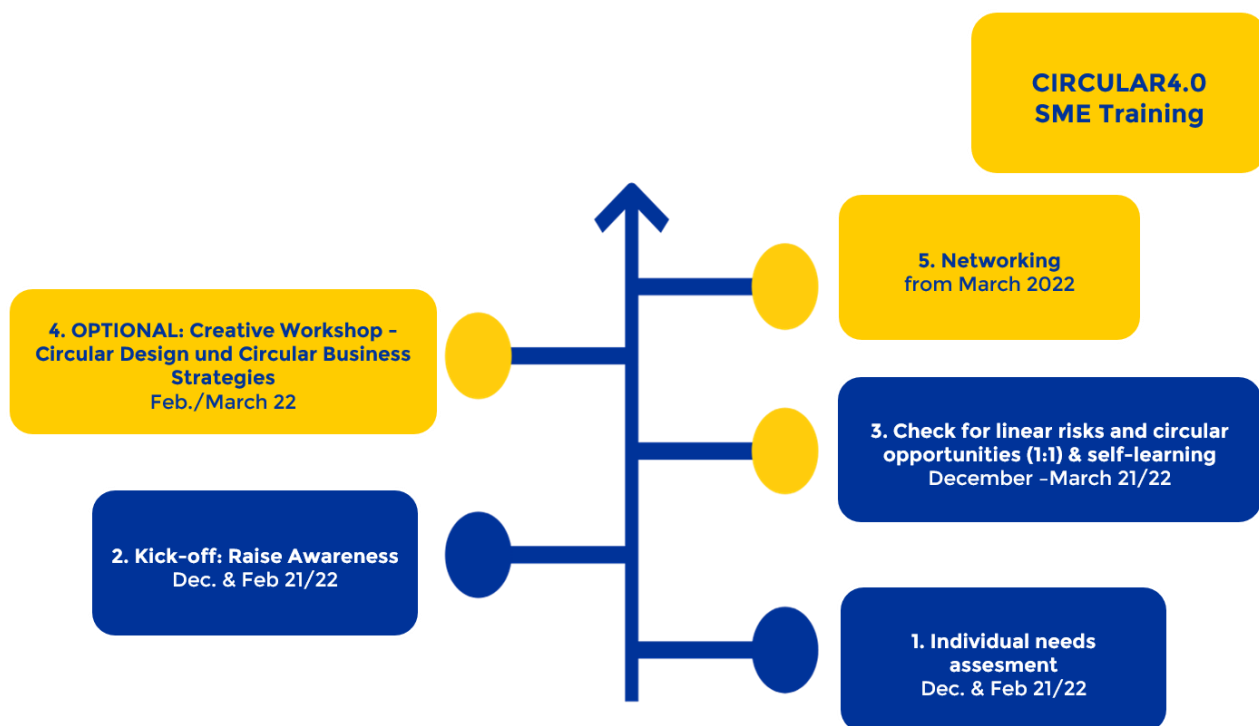 CIRCULAR4.0
SME Training
5. Networking
from March 2022
4. OPTIONAL: Creative Workshop -
Circular Design und Circular Business
Strategies
Feb./March 22
3. Check for linear risks and circular
opportunities (1:1) & self-learning
December -March 21/22
2. Kick-off: Raise Awareness
Dec. & Feb 21/22
1. Individual needs
assesment
Dec. & Feb 21/22